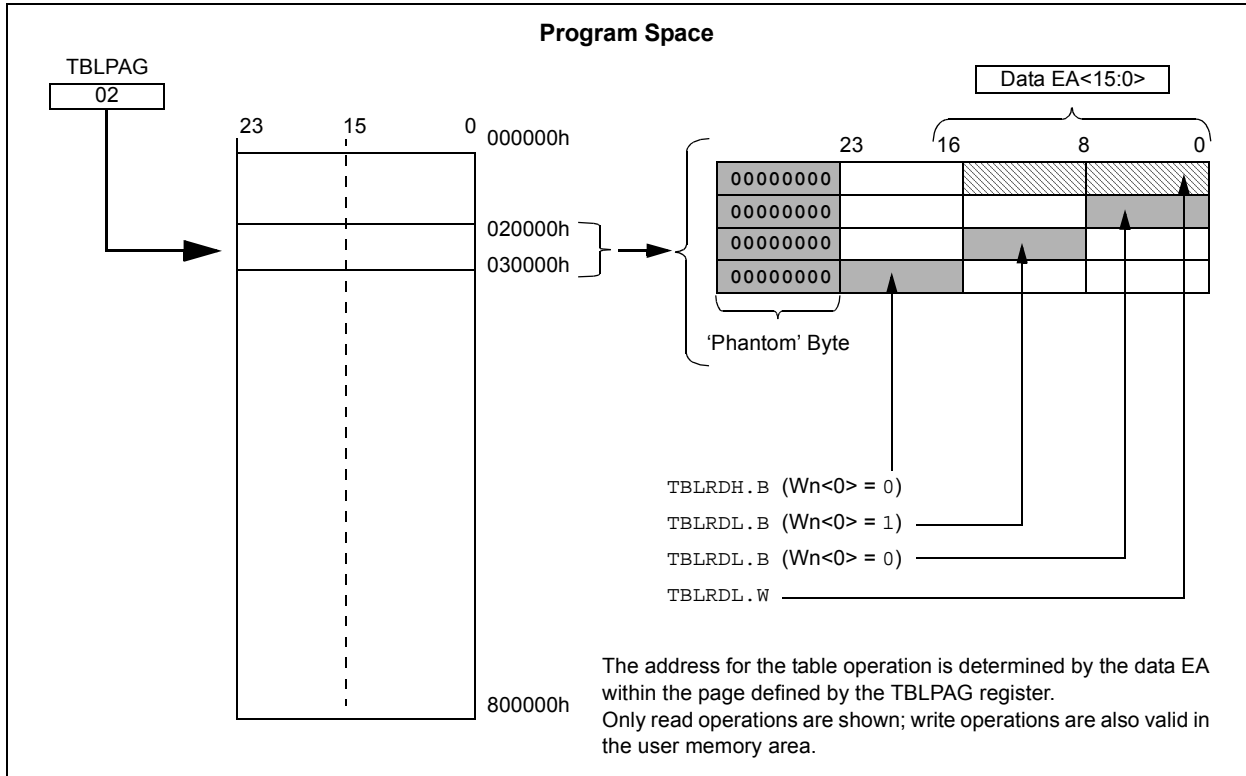 Program Space
TBLPAG
02
Data EA<15:0>
23 15 0
000000h
020000h
030000h
800000h
23 16 8 0
00000000
00000000
00000000
00000000
‘Phantom’ Byte
TBLRDH.B (Wn<0> = 0)
TBLRDL.B (Wn<0> = 1)
TBLRDL.B (Wn<0> = 0)
TBLRDL.W
The address for the table operation is determined by the data EA
within the page defined by the TBLPAG register.
Only read operations are shown; write operations are also valid in
the user memory area.